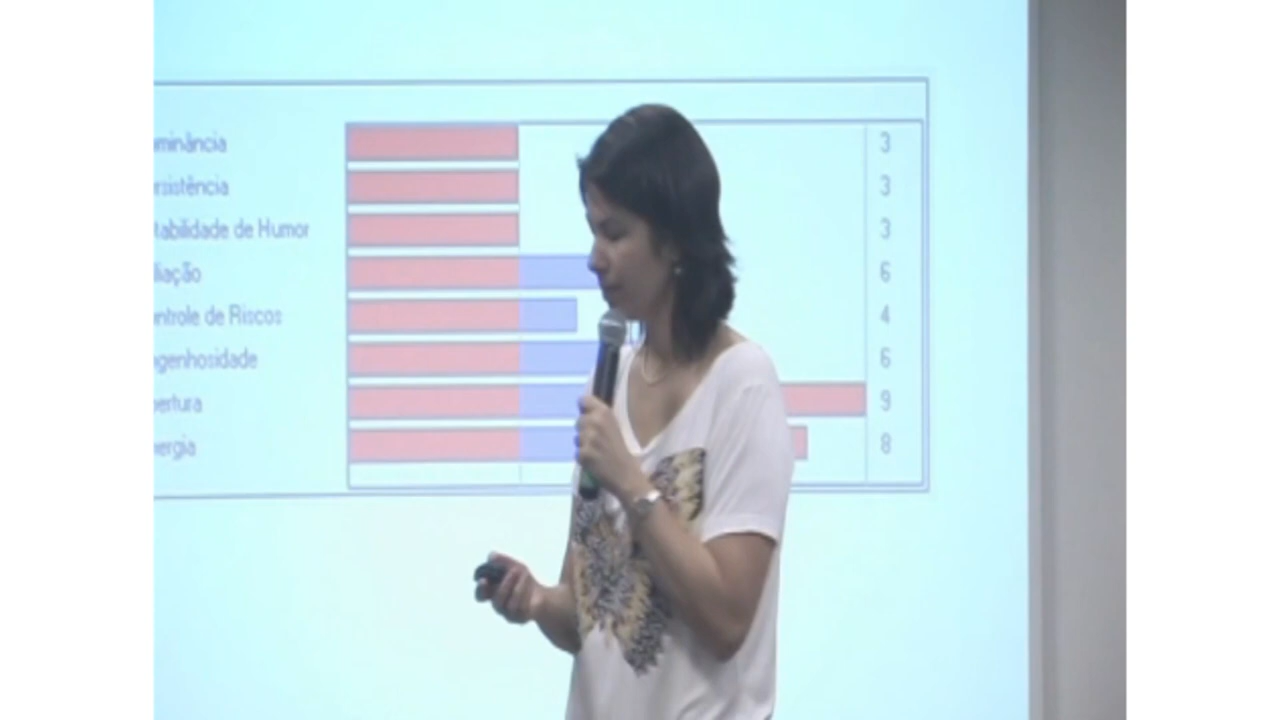 minância 3
rsistência 3
tabilidade de Humor 3
liação 6
ntrole de Riscos 4
genhosidade 6
ertura 9
ergia 8